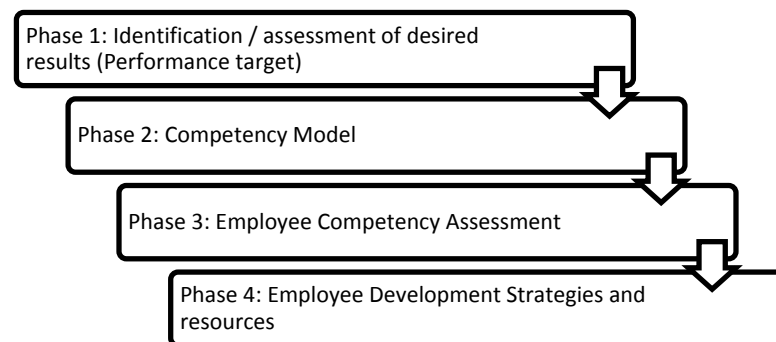 Phase 1: Identification / assessment of desired
results (Performance target)
Phase 2: Competency Model
Phase 3: Employee Competency Assessment
Phase 4: Employee Development Strategies and
resources